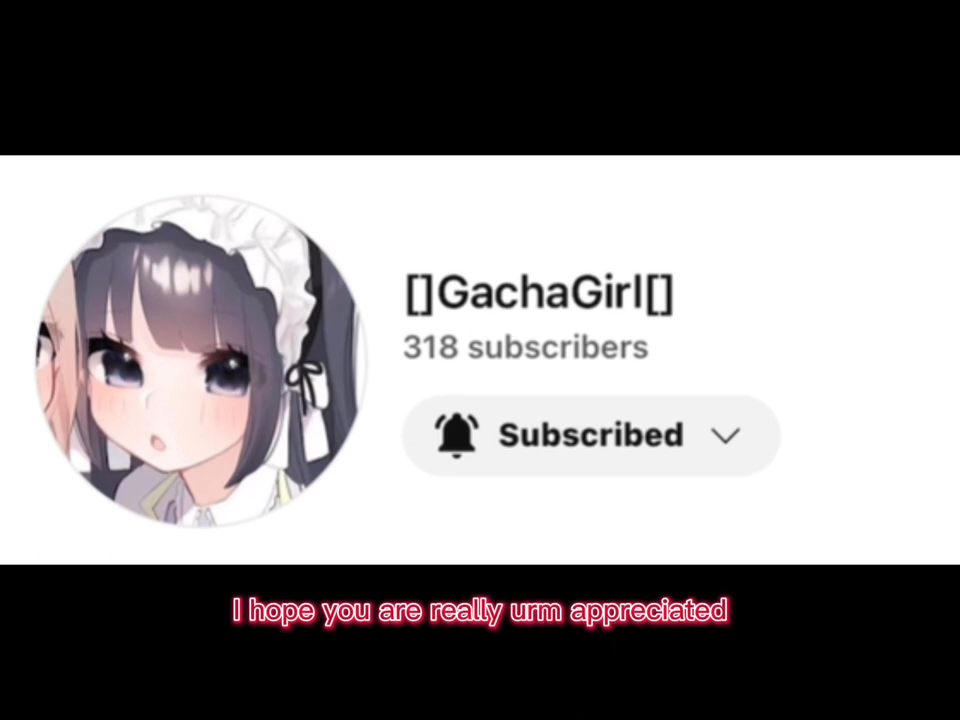 []GachaGirl[]
318 subscribers
Subscribed
I hope you are really urm appreciated